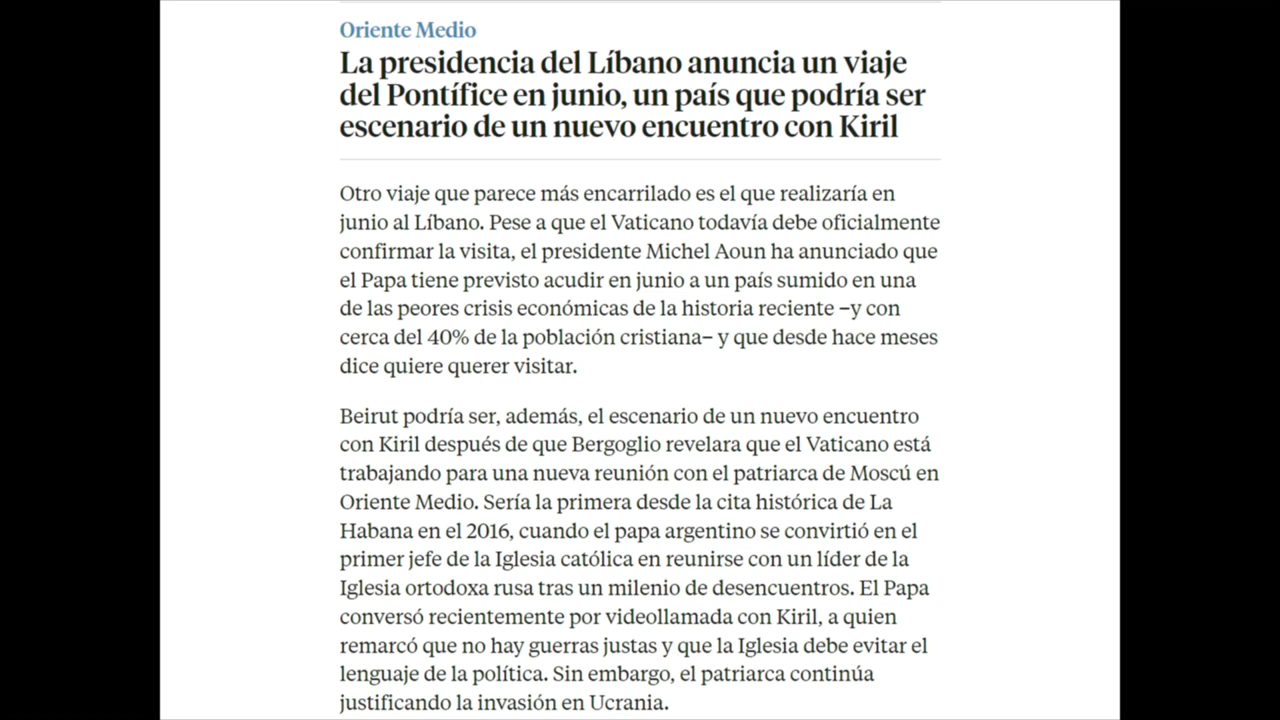 Oriente Medio
La presidencia del Líbano anuncia un viaje
del Pontífice en junio, un país que podría ser
escenario de un nuevo encuentro con Kiril
Otro viaje que parece más encarrilado es el que realizaría en
junio al Líbano. Pese a que el Vaticano todavía debe oficialmente
confirmar la visita, el presidente Michel Aoun ha anunciado que
el Papa tiene previsto acudir en junio a un país sumido en una
de las peores crisis económicas de la historia reciente –y con
cerca del 40% de la población cristiana– y que desde hace meses
dice quiere querer visitar.
Beirut podría ser, además, el escenario de un nuevo encuentro
con Kiril después de que Bergoglio revelara que el Vaticano está
trabajando para una nueva reunión con el patriarca de Moscú en
Oriente Medio. Sería la primera desde la cita histórica de La
Habana en el 2016, cuando el papa argentino se convirtió en el
primer jefe de la Iglesia católica en reunirse con un líder de la
Iglesia ortodoxa rusa tras un milenio de desencuentros. El Papa
conversó recientemente por videollamada con Kiril, a quien
remarcó que no hay guerras justas y que la Iglesia debe evitar el
lenguaje de la política. Sin embargo, el patriarca continúa
justificando la invasión en Ucrania.